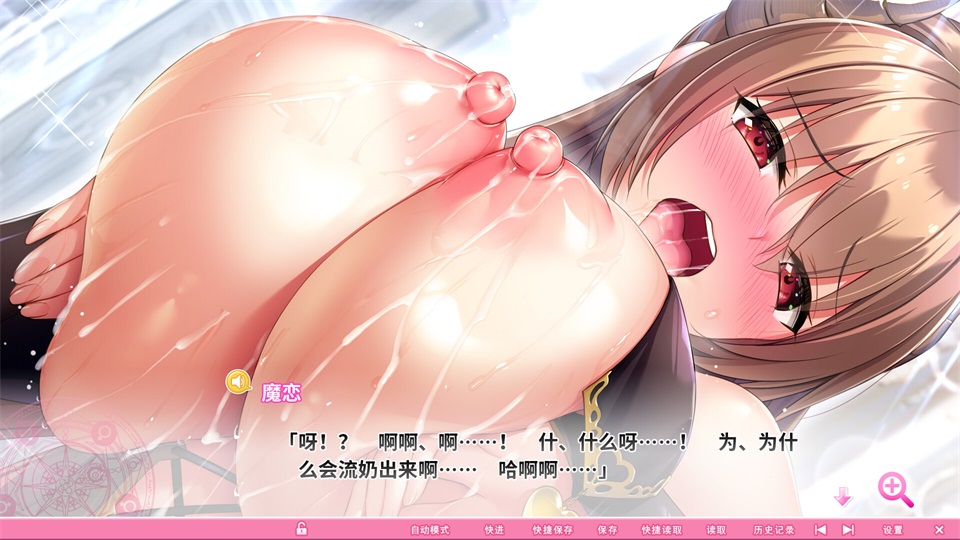 魔恋
「呀！？　啊啊、啊……！　什、什么呀……！　为、为什
么会流奶出来啊……　哈啊啊……」
自动模式　快进　快捷保存　保存　快捷读取　读取　历史记录　设置